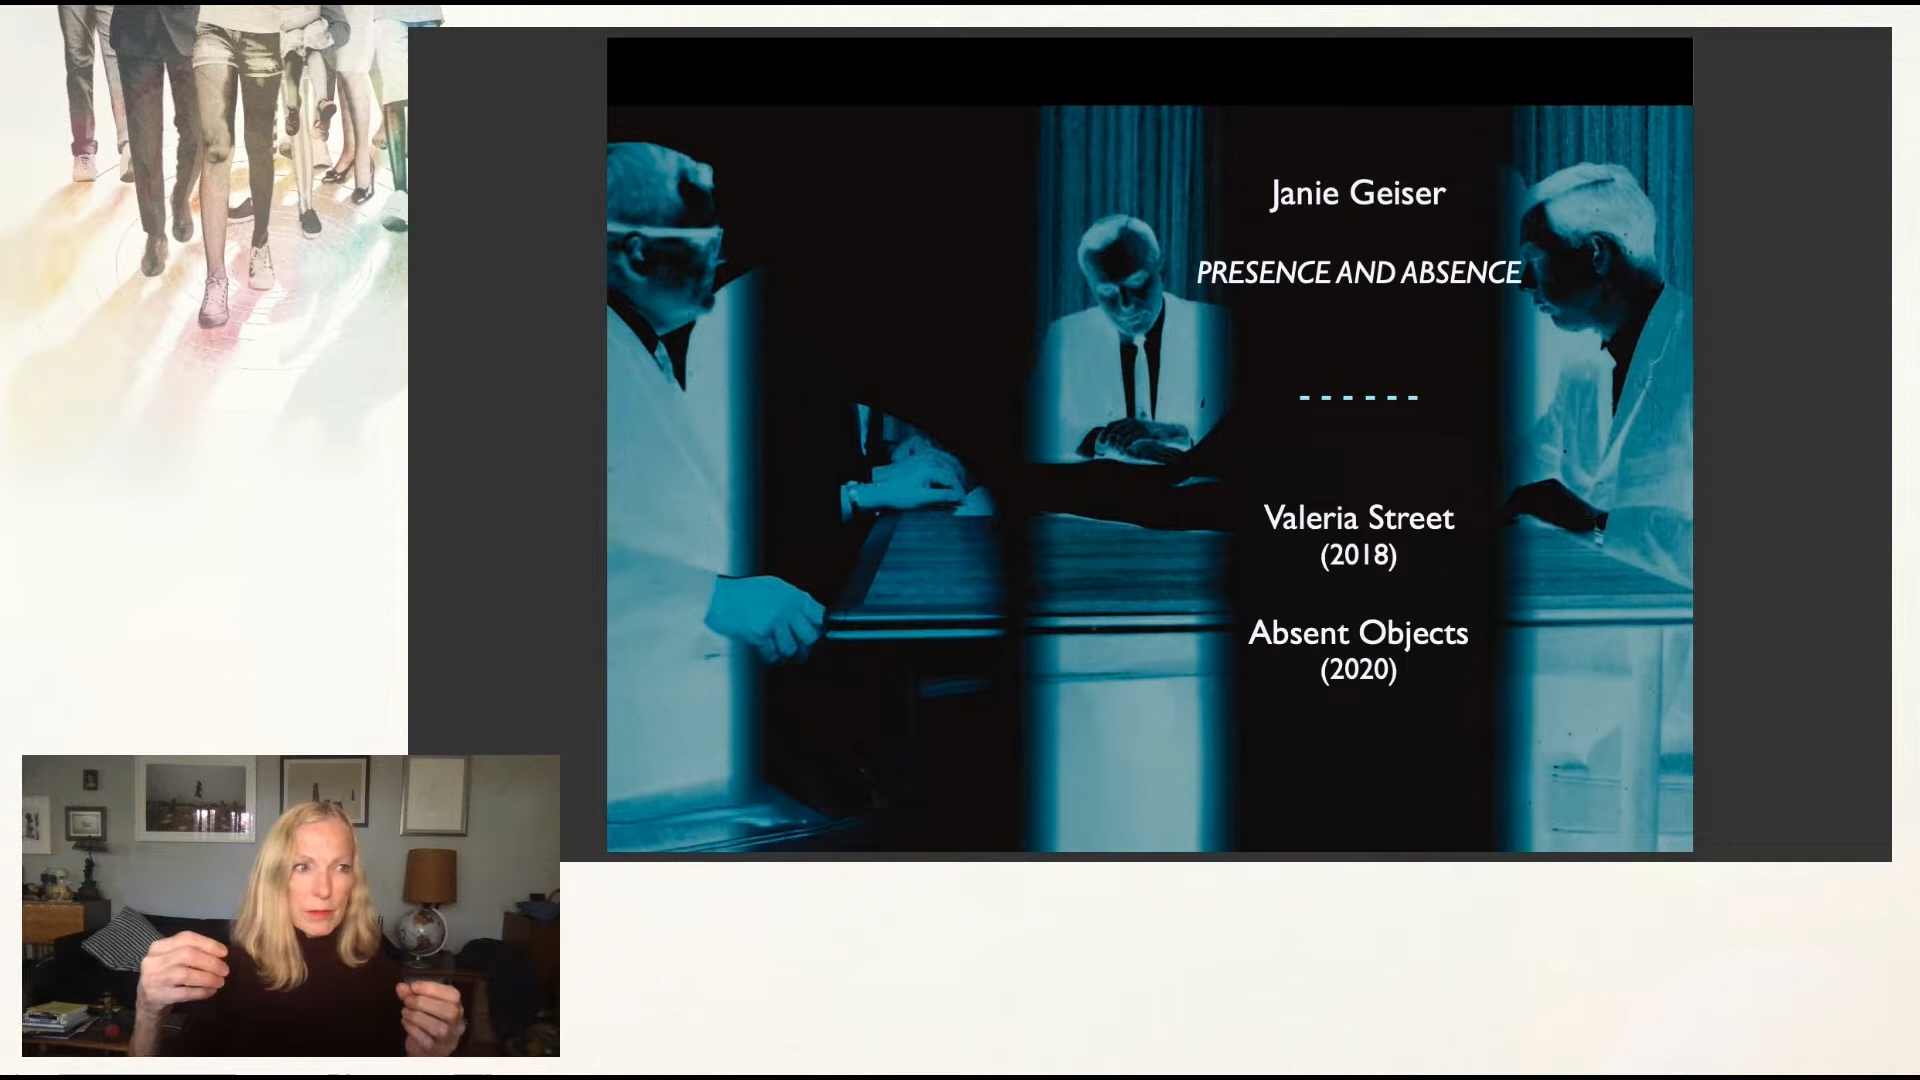 Janie Geiser
PRESENCE AND ABSENCE
- - - - - -
Valeria Street
(2018)
Absent Objects
(2020)